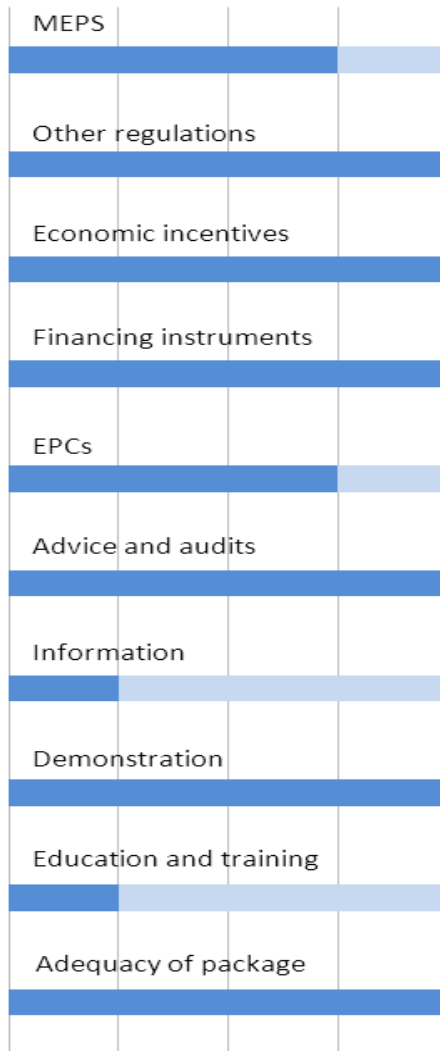 MEPS
Other regulations
Economic incentives
Financing instruments
EPCs
Advice and audits
Information
Demonstration
Education and training
Adequacy of package